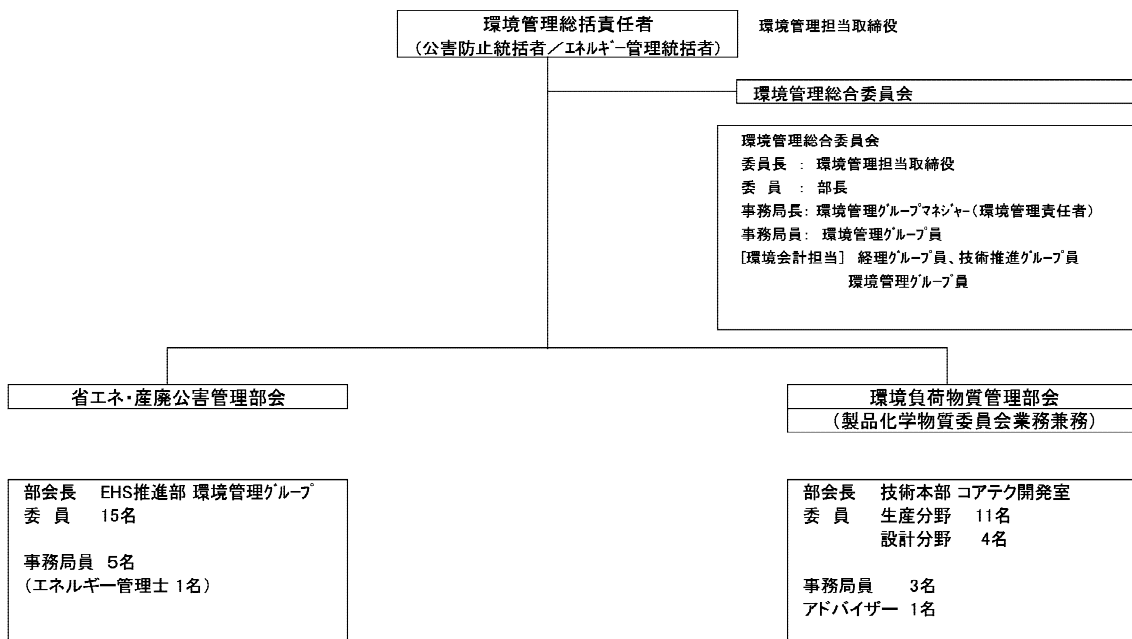 環境管理総括責任者
(公害防止統括者／ｴﾈﾙｷﾞｰ管理統括者)
環境管理担当取締役
環境管理総合委員会
環境管理総合委員会
委員長 ： 環境管理担当取締役
委 員 ： 部長
事務局長： 環境管理ｸﾞﾙｰﾌﾟﾏﾈｼﾞｬｰ(環境管理責任者)
事務局員： 環境管理ｸﾞﾙｰﾌﾟ員
[環境会計担当] 経理ｸﾞﾙｰﾌﾟ員、技術推進ｸﾞﾙｰﾌﾟ員
環境管理ｸﾞﾙｰﾌﾟ員
省エネ・産廃公害管理部会
部会長 EHS推進部 環境管理ｸﾞﾙｰﾌﾟ
委 員 15名
事務局員 5名
(エネルギー管理士 1名)
環境負荷物質管理部会
(製品化学物質委員会業務兼務)
部会長 技術本部 コアテク開発室
委 員 生産分野 11名
設計分野 4名
事務局員 3名
アドバイザー 1名